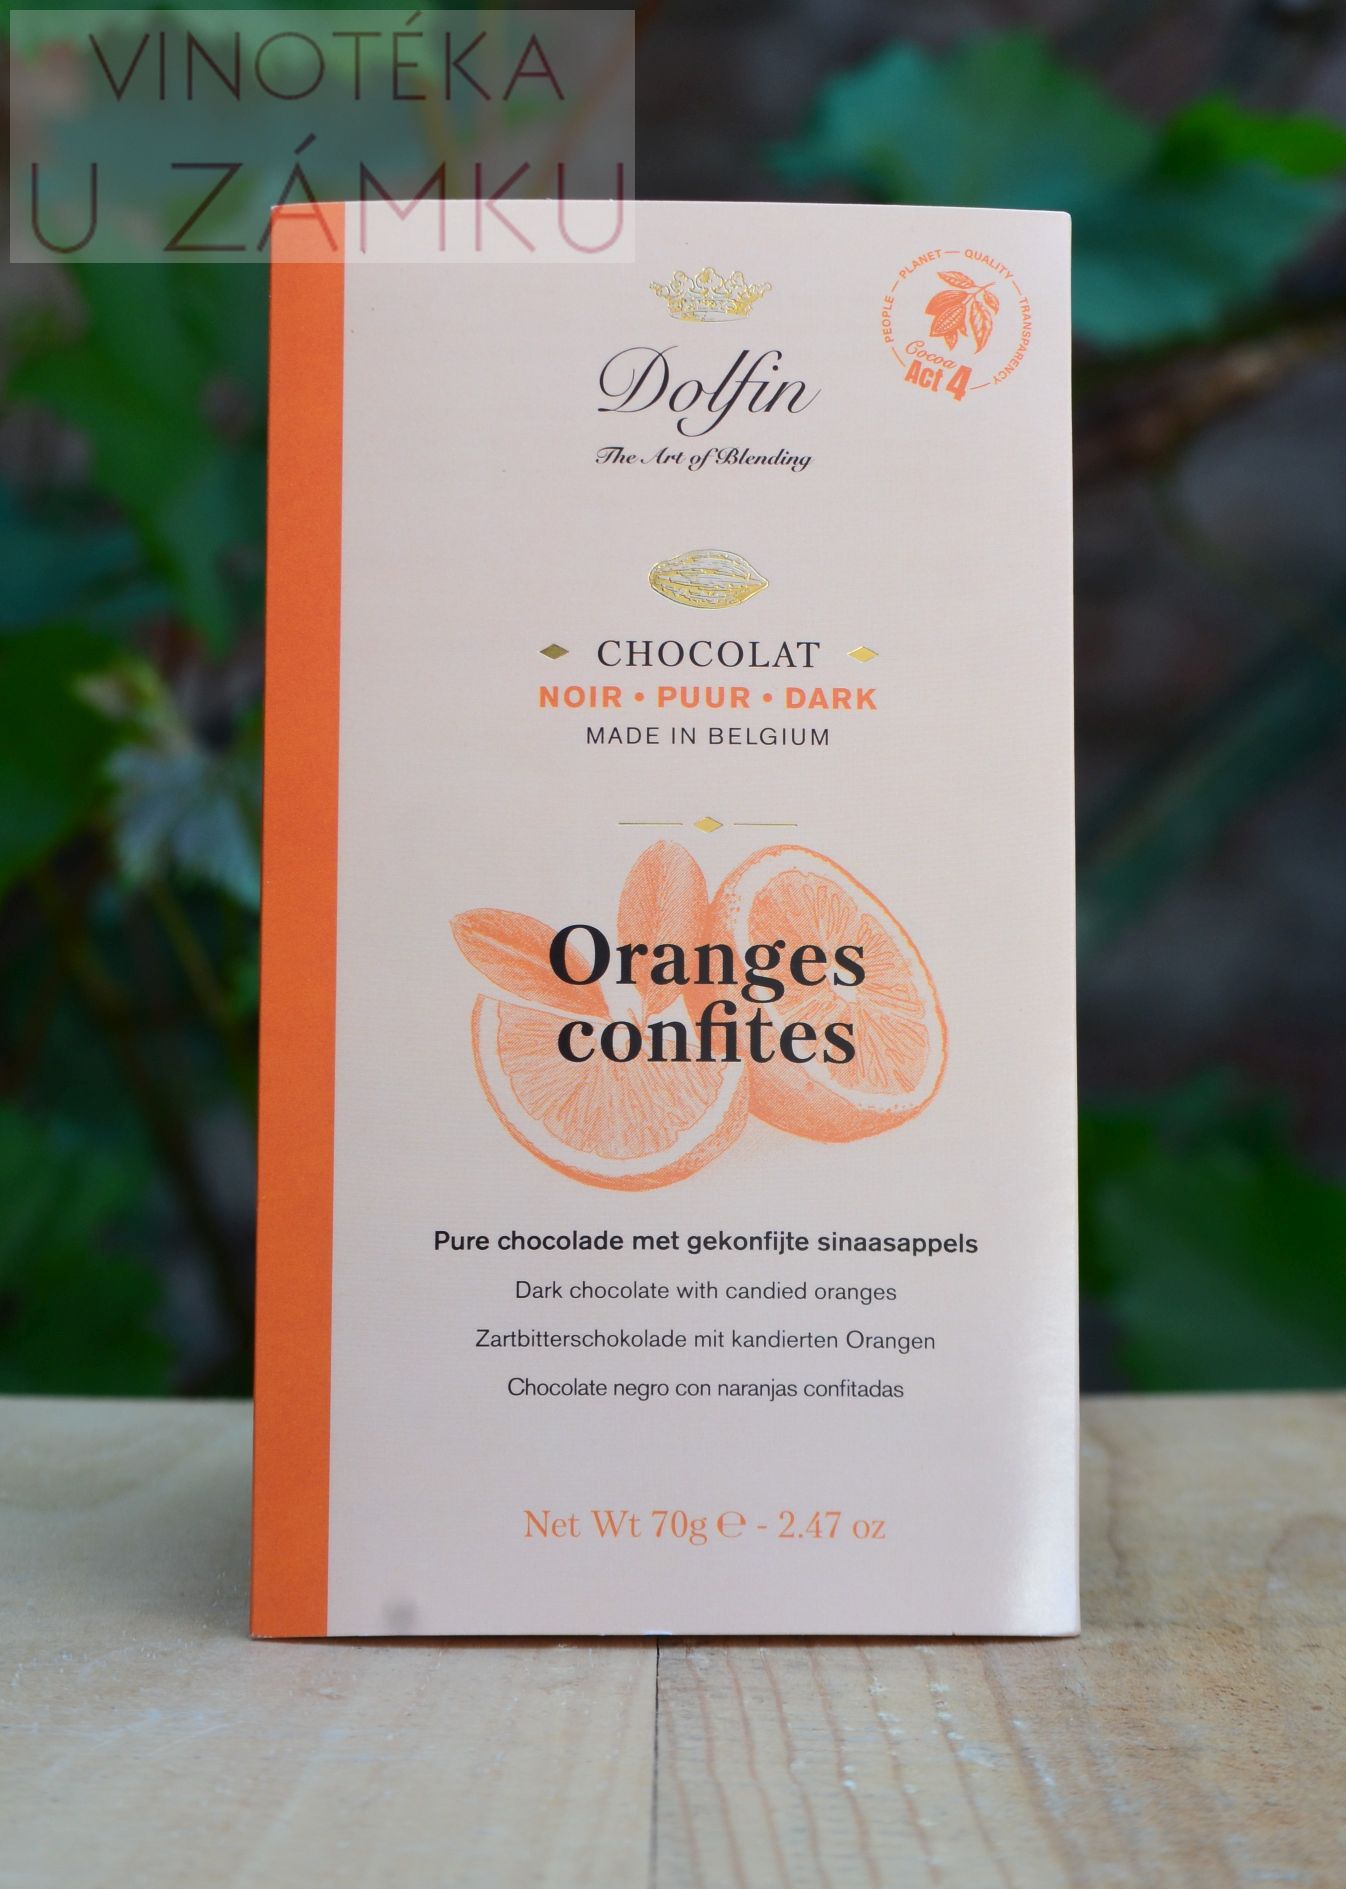 VINOTÉKA
U ZÁMKU
PEOPLE — PLANET — QUALITY — TRANSPARENCY —
Cocoa
Act 4
Dolfin
The Art of Blending
CHOCOLAT
NOIR • PUUR • DARK
MADE IN BELGIUM
Oranges
confites
Pure chocolade met gekonfijte sinaasappels
Dark chocolate with candied oranges
Zartbitterschokolade mit kandierten Orangen
Chocolate negro con naranjas confitadas
Net Wt 70g ℮ - 2.47 oz